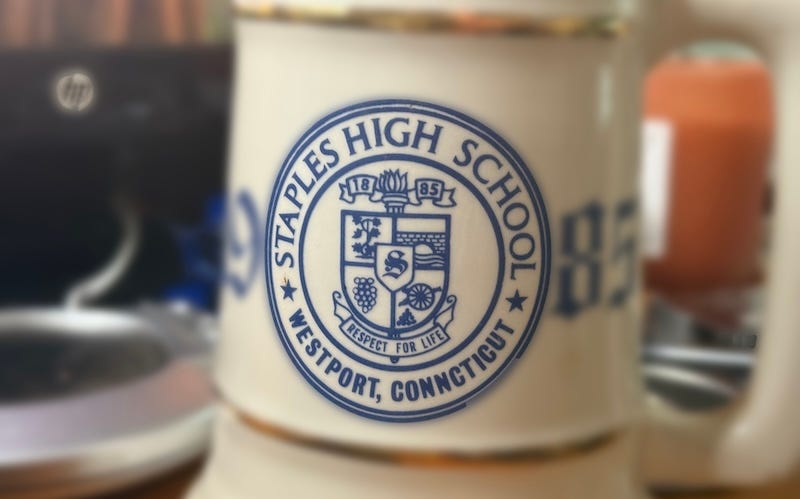 hp
STAPLES HIGH SCHOOL
18 85
S
RESPECT FOR LIFE
WESTPORT, CONNCTICUT
9
85